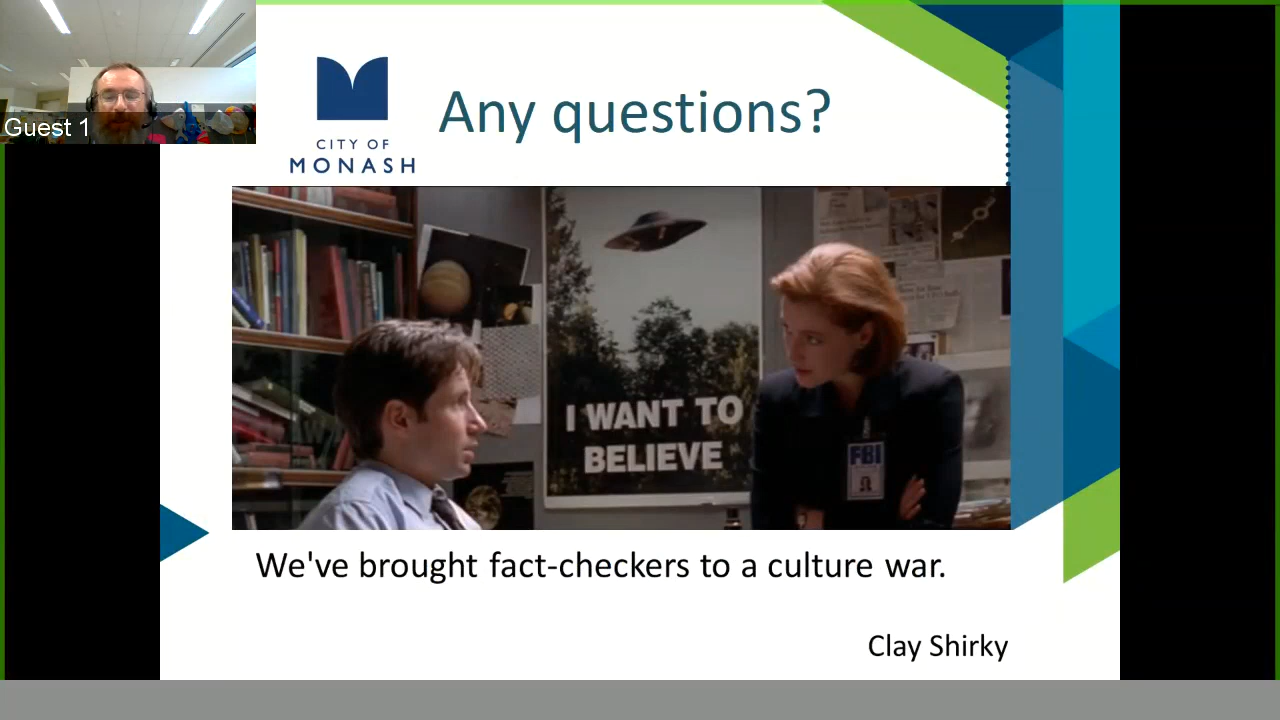 Guest 1
CITY OF
MONASH
Any questions?
I WANT TO
BELIEVE
FBI
We've brought fact-checkers to a culture war.
Clay Shirky